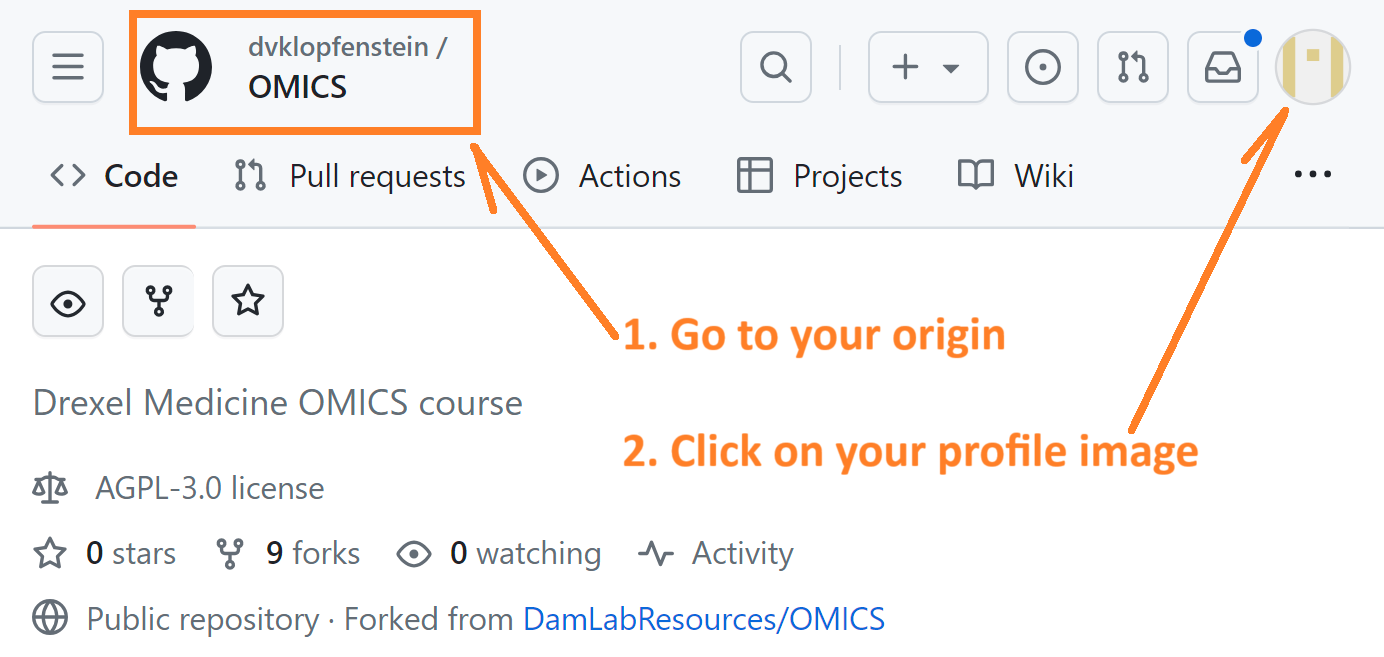 dvklopfenstein /
OMICS
Code Pull requests Actions Projects Wiki
1. Go to your origin
Drexel Medicine OMICS course
2. Click on your profile image
AGPL-3.0 license
0 stars 9 forks 0 watching Activity
Public repository · Forked from DamLabResources/OMICS